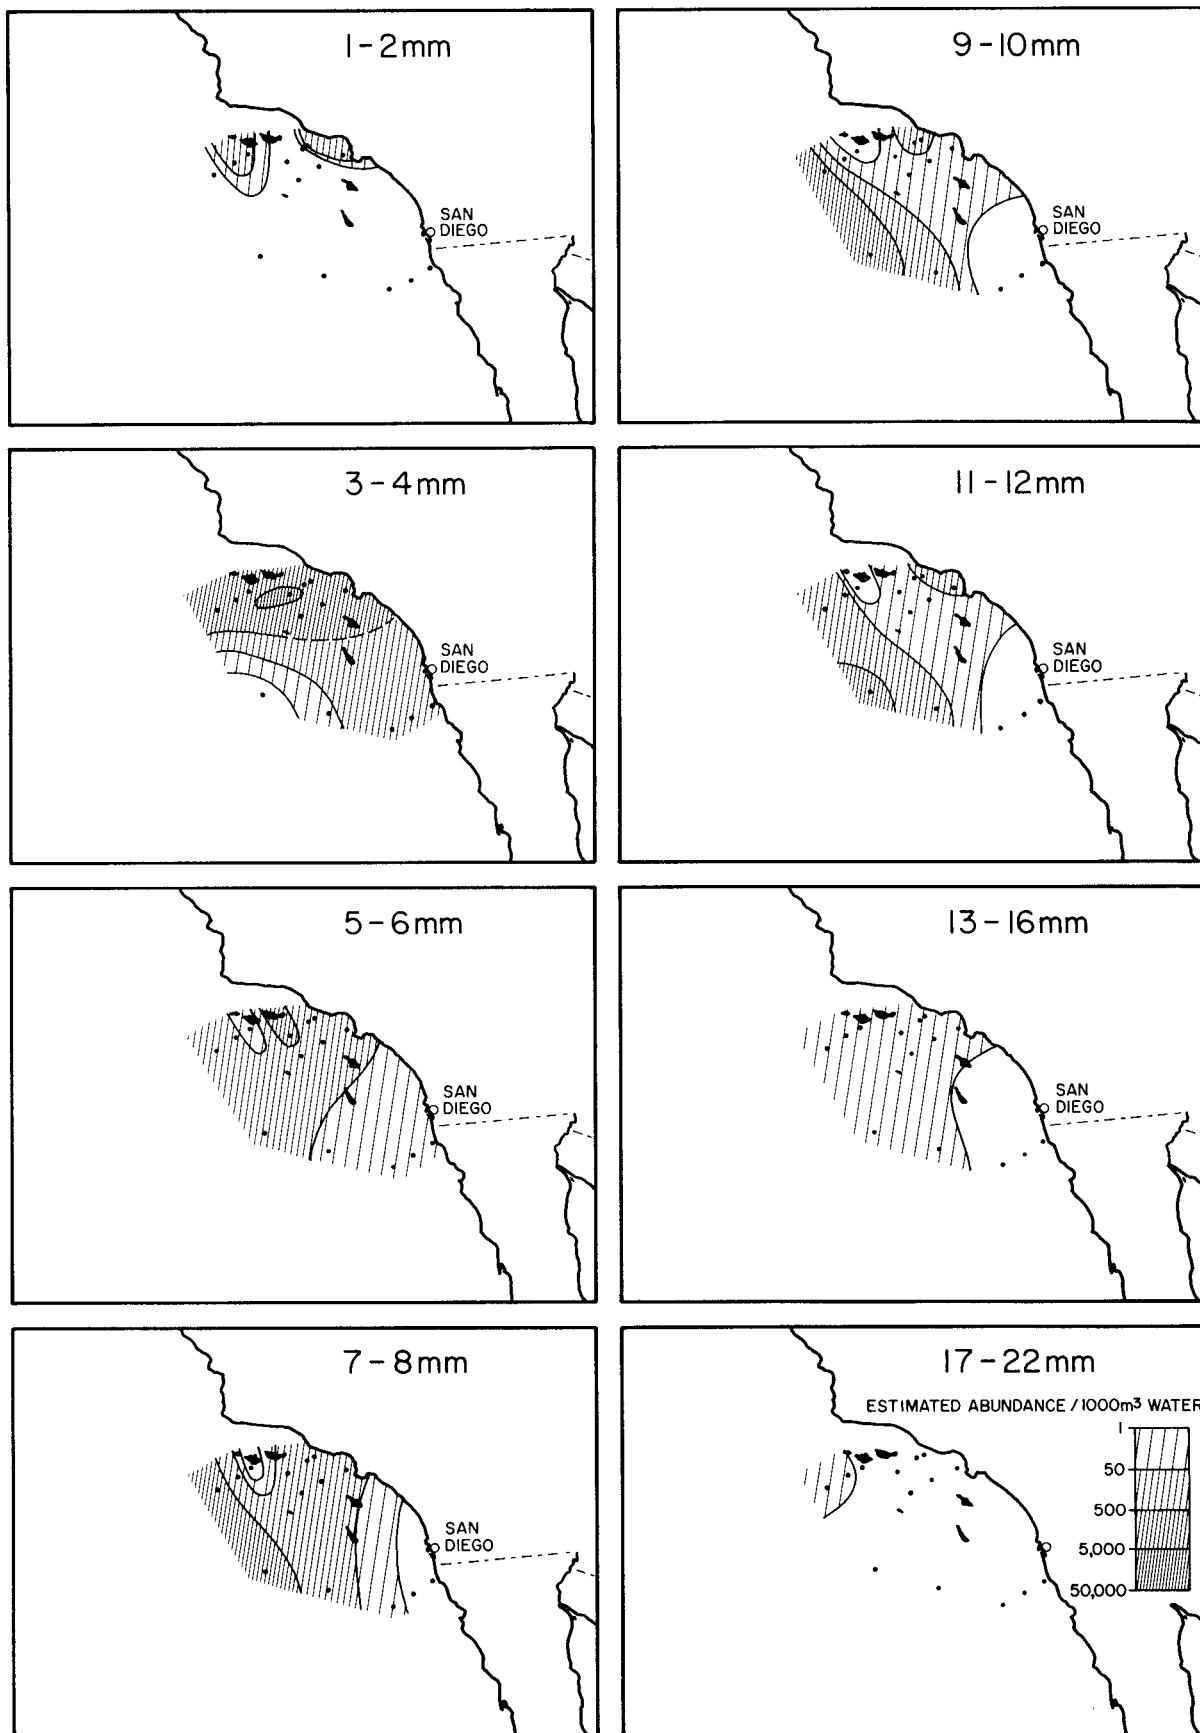 1-2mm
SAN
DIEGO
9-10mm
SAN
DIEGO
3-4mm
SAN
DIEGO
11-12mm
SAN
DIEGO
5-6mm
SAN
DIEGO
13-16mm
SAN
DIEGO
7-8mm
SAN
DIEGO
17-22mm
ESTIMATED ABUNDANCE / 1000m³ WATER
1
50
500
5,000
50,000